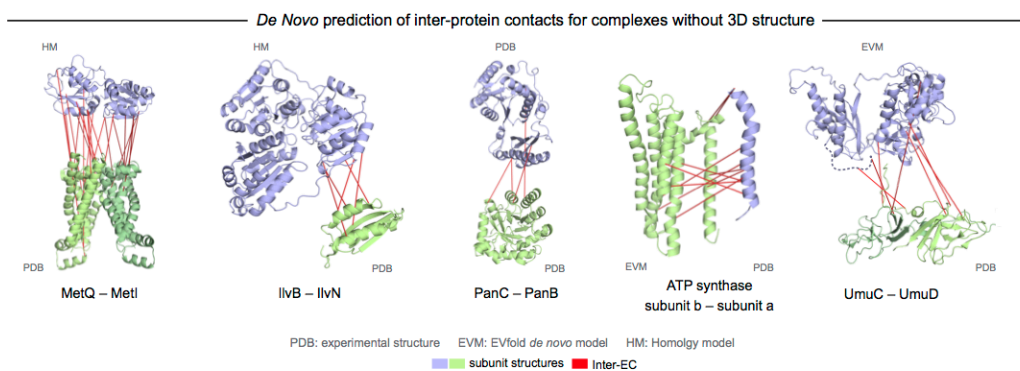 De Novo prediction of inter-protein contacts for complexes without 3D structure
HM
HM
PDB
EVM
PDB
PDB
PDB
EVM
PDB
PDB
MetQ – MetI
IlvB – IlvN
PanC – PanB
ATP synthase
subunit b – subunit a
UmuC – UmuD
PDB: experimental structure EVM: EVfold de novo model HM: Homolgy model
subunit structures Inter-EC